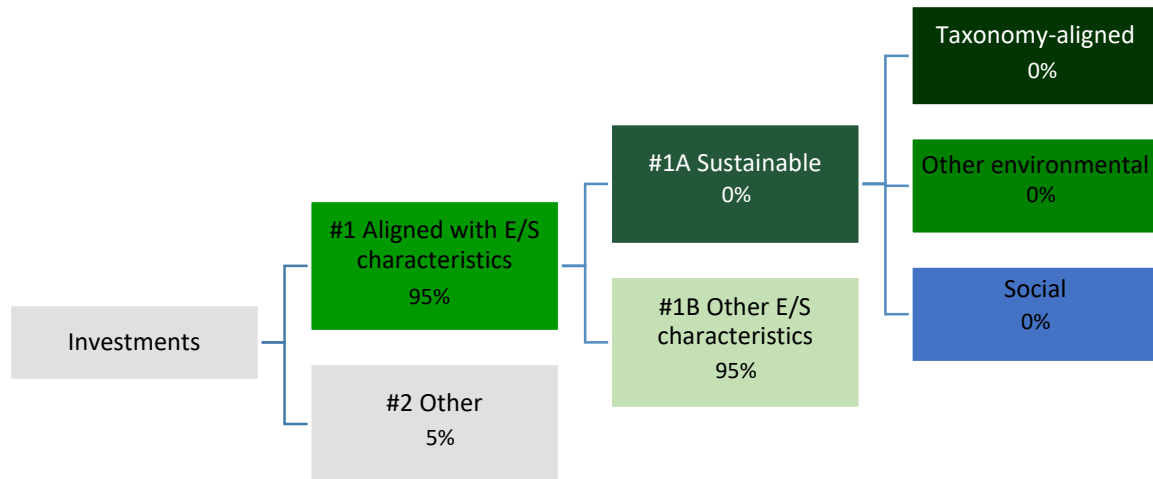 Investments
#1 Aligned with E/S
characteristics
95%
#2 Other
5%
#1A Sustainable
0%
#1B Other E/S
characteristics
95%
Taxonomy-aligned
0%
Other environmental
0%
Social
0%